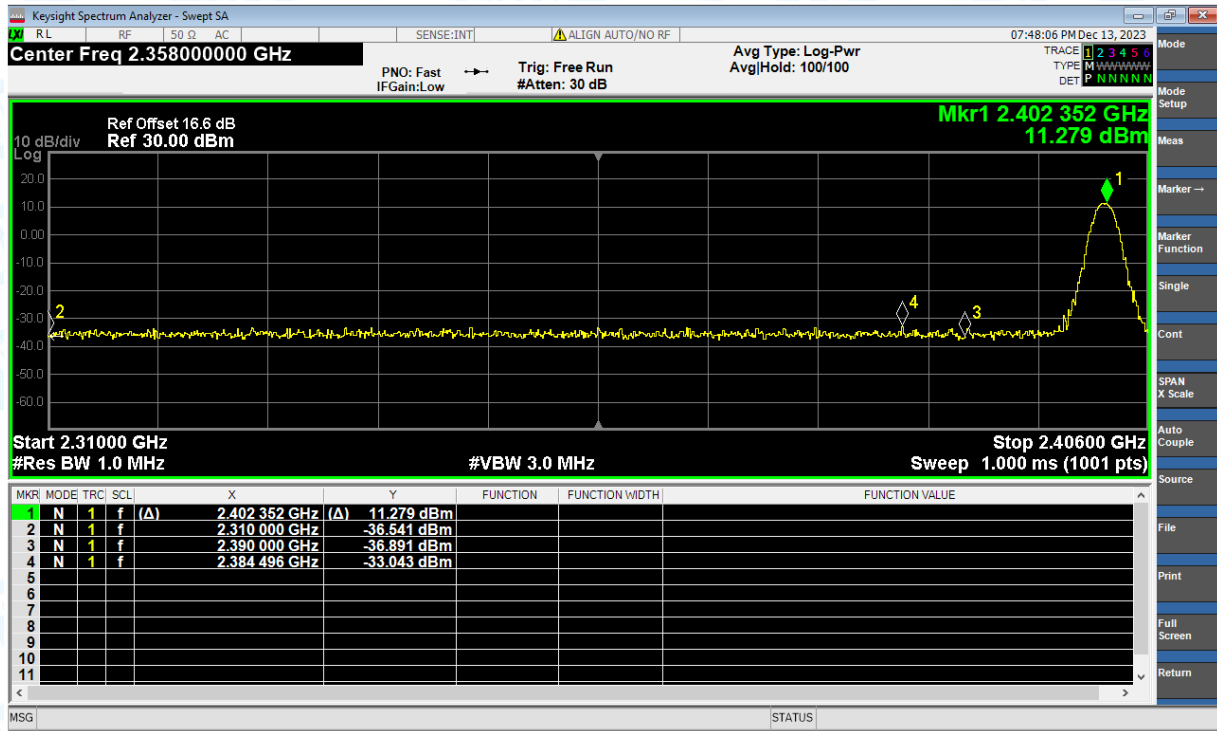 Keysight Spectrum Analyzer - Swept SA
LXI RL RF 50 Ω AC SENSE:INT ALIGN AUTO/NO RF 07:48:06 PM Dec 13, 2023
Center Freq 2.358000000 GHz
PNO: Fast
IFGain:Low
Trig: Free Run
#Atten: 30 dB
Avg Type: Log-Pwr
Avg|Hold: 100/100
TRACE 1 2 3 4 5 6
TYPE M WWWWW
DET P N N N N N
Ref Offset 16.6 dB
10 dB/div Ref 30.00 dBm
Log
Mkr1 2.402 352 GHz
11.279 dBm
20.0
10.0
0.00
-10.0
-20.0
-30.0
-40.0
-50.0
-60.0
1
2
4
3
Start 2.31000 GHz Stop 2.40600 GHz
#Res BW 1.0 MHz #VBW 3.0 MHz Sweep 1.000 ms (1001 pts)
MKR MODE TRC SCL X Y FUNCTION FUNCTION WIDTH FUNCTION VALUE
1 N 1 f (Δ) 2.402 352 GHz (Δ) 11.279 dBm
2 N 1 f 2.310 000 GHz -36.541 dBm
3 N 1 f 2.390 000 GHz -36.891 dBm
4 N 1 f 2.384 496 GHz -33.043 dBm
5
6
7
8
9
10
11
MSG STATUS
Mode
Mode
Setup
Meas
Marker →
Marker
Function
Single
Cont
SPAN
X Scale
Auto
Couple
Source
File
Print
Full
Screen
Return